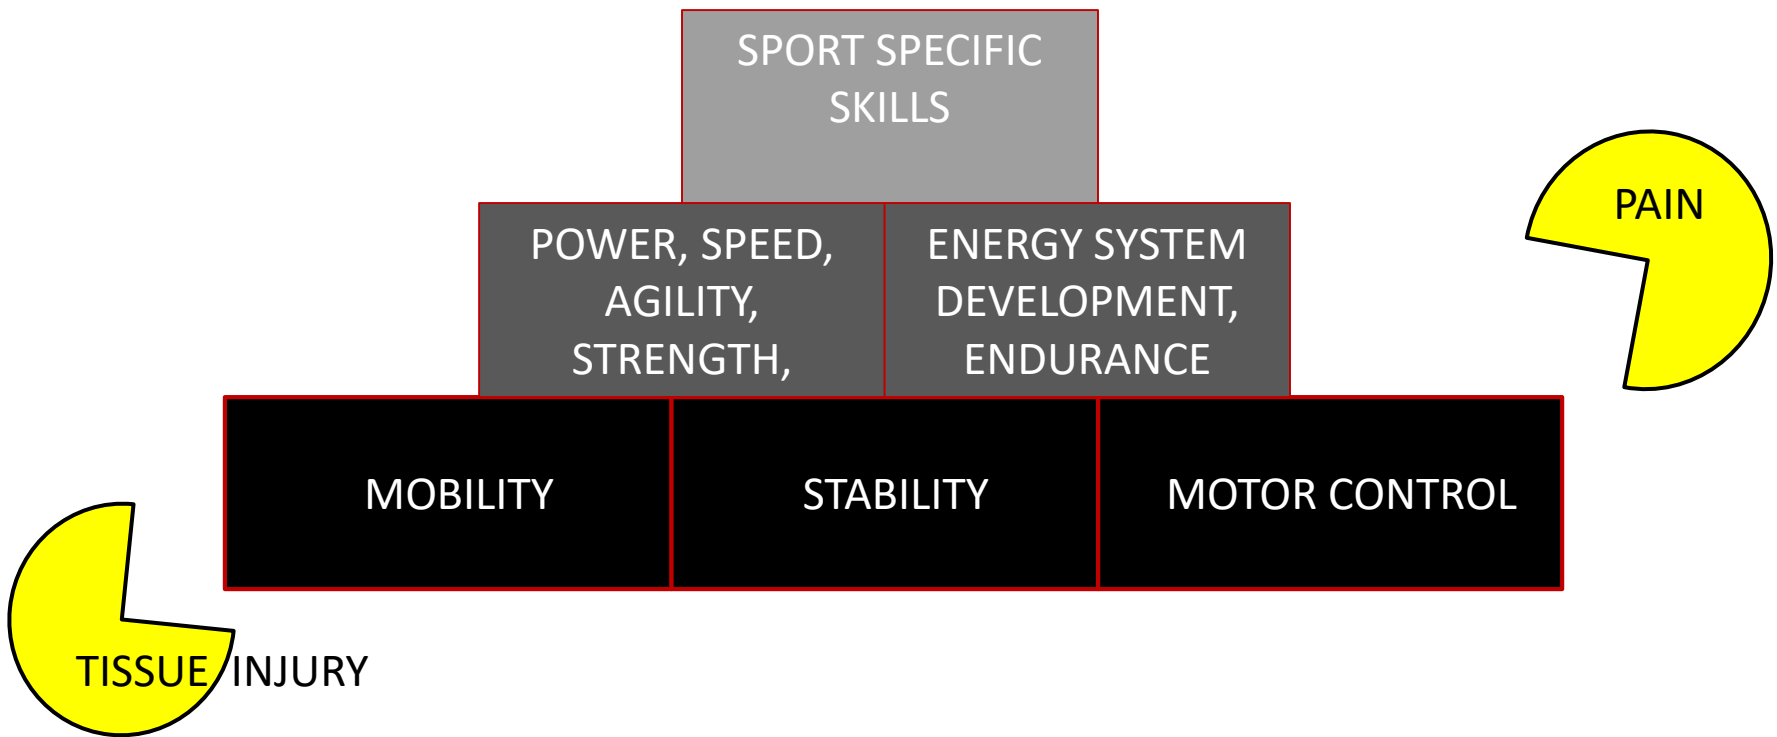 SPORT SPECIFIC
SKILLS
PAIN
POWER, SPEED,
AGILITY,
STRENGTH,
ENERGY SYSTEM
DEVELOPMENT,
ENDURANCE
MOBILITY
STABILITY
MOTOR CONTROL
TISSUE INJURY